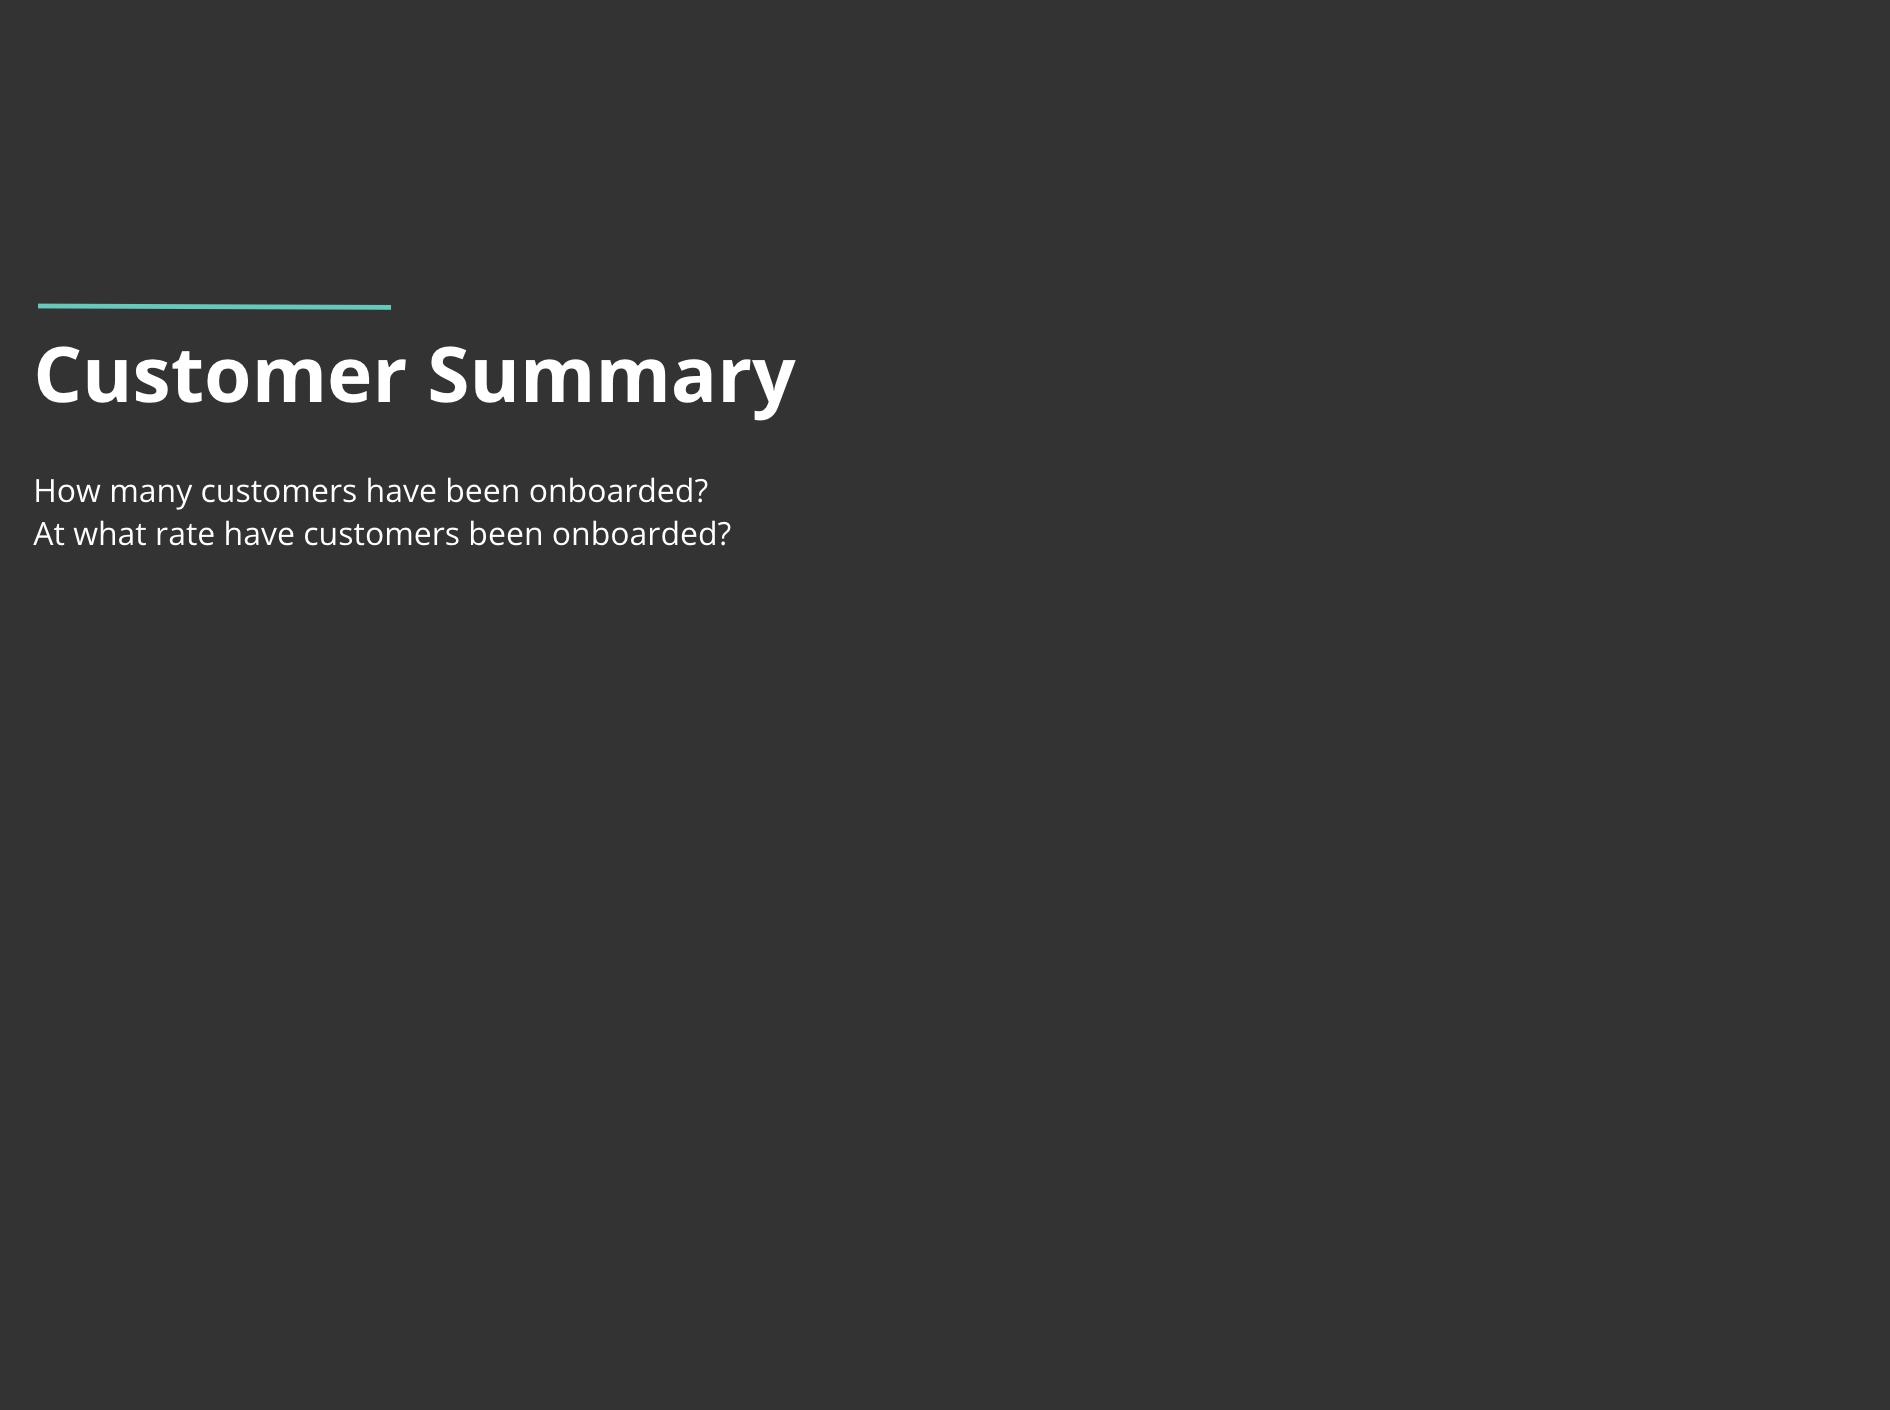 Customer Summary
How many customers have been onboarded?
At what rate have customers been onboarded?